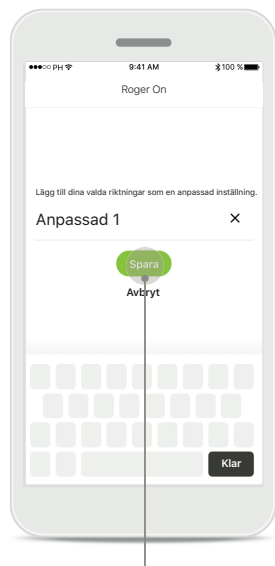 PH 9:41 AM 100 %
Roger On
Lägg till dina valda riktningar som en anpassad inställning.
Anpassad 1
Spara
Avbryt
Klar